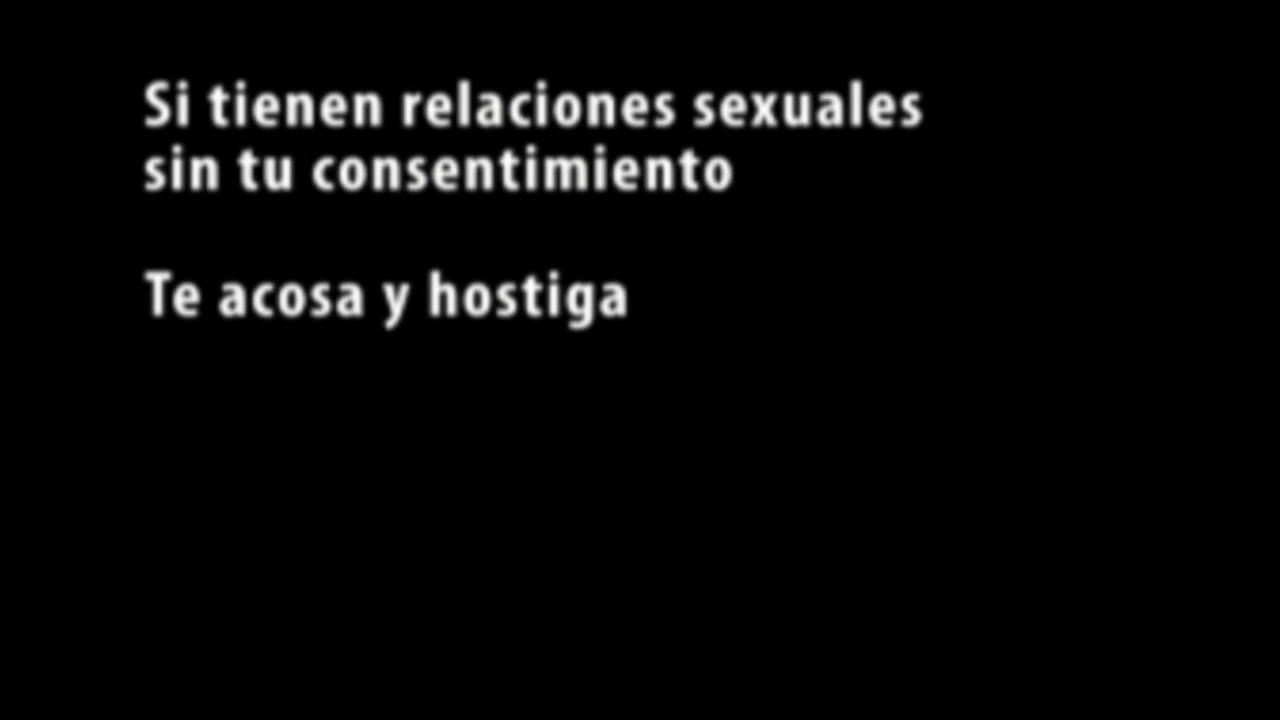 Si tienen relaciones sexuales
sin tu consentimiento
Te acosa y hostiga